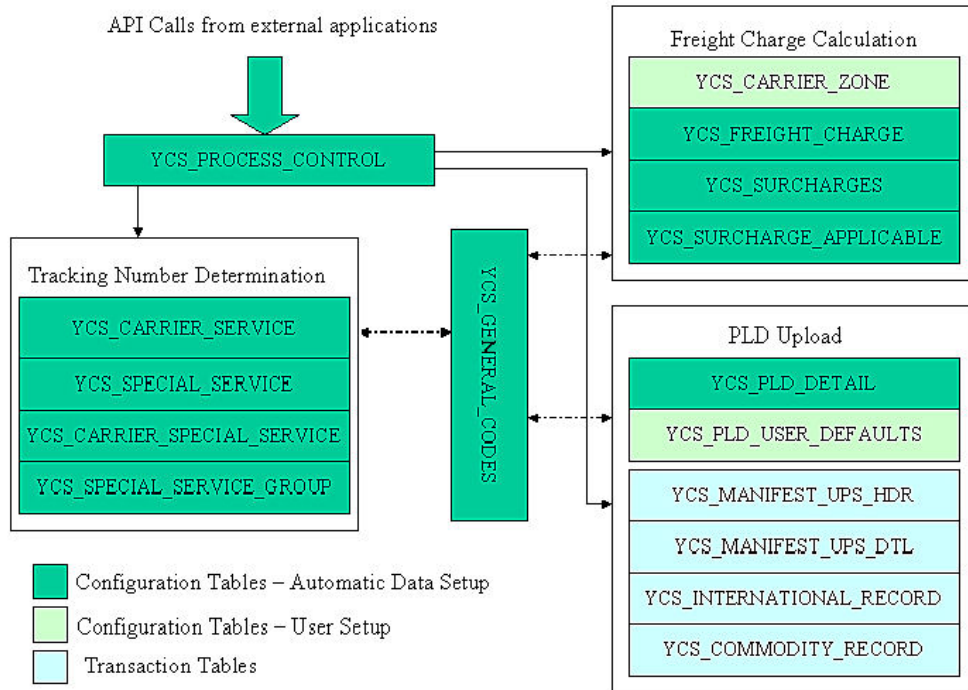 API Calls from external applications
YCS_PROCESS_CONTROL
Freight Charge Calculation
YCS_CARRIER_ZONE
YCS_FREIGHT_CHARGE
YCS_SURCHARGES
YCS_SURCHARGE_APPLICABLE
Tracking Number Determination
YCS_CARRIER_SERVICE
YCS_SPECIAL_SERVICE
YCS_CARRIER_SPECIAL_SERVICE
YCS_SPECIAL_SERVICE_GROUP
YCS_GENERAL_CODES
PLD Upload
YCS_PLD_DETAIL
YCS_PLD_USER_DEFAULTS
YCS_MANIFEST_UPS_HDR
YCS_MANIFEST_UPS_DTL
YCS_INTERNATIONAL_RECORD
YCS_COMMODITY_RECORD
Configuration Tables – Automatic Data Setup
Configuration Tables – User Setup
Transaction Tables